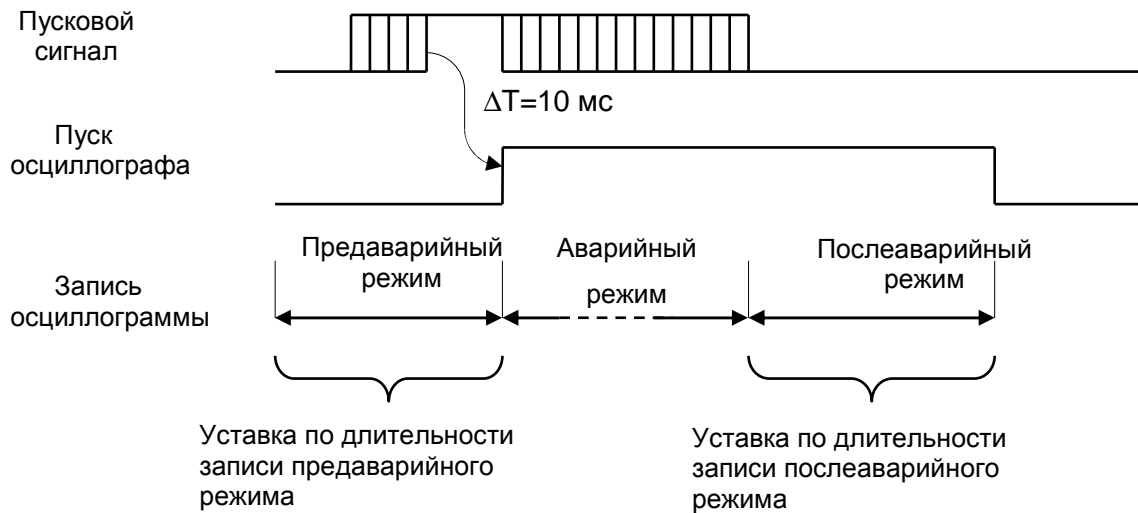 Пусковой
сигнал
ΔT=10 мс
Пуск
осциллографа
Предаварийный
режим
Аварийный
режим
Послеаварийный
режим
Запись
осциллограммы
Уставка по длительности
записи предаварийного
режима
Уставка по длительности
записи послеаварийного
режима